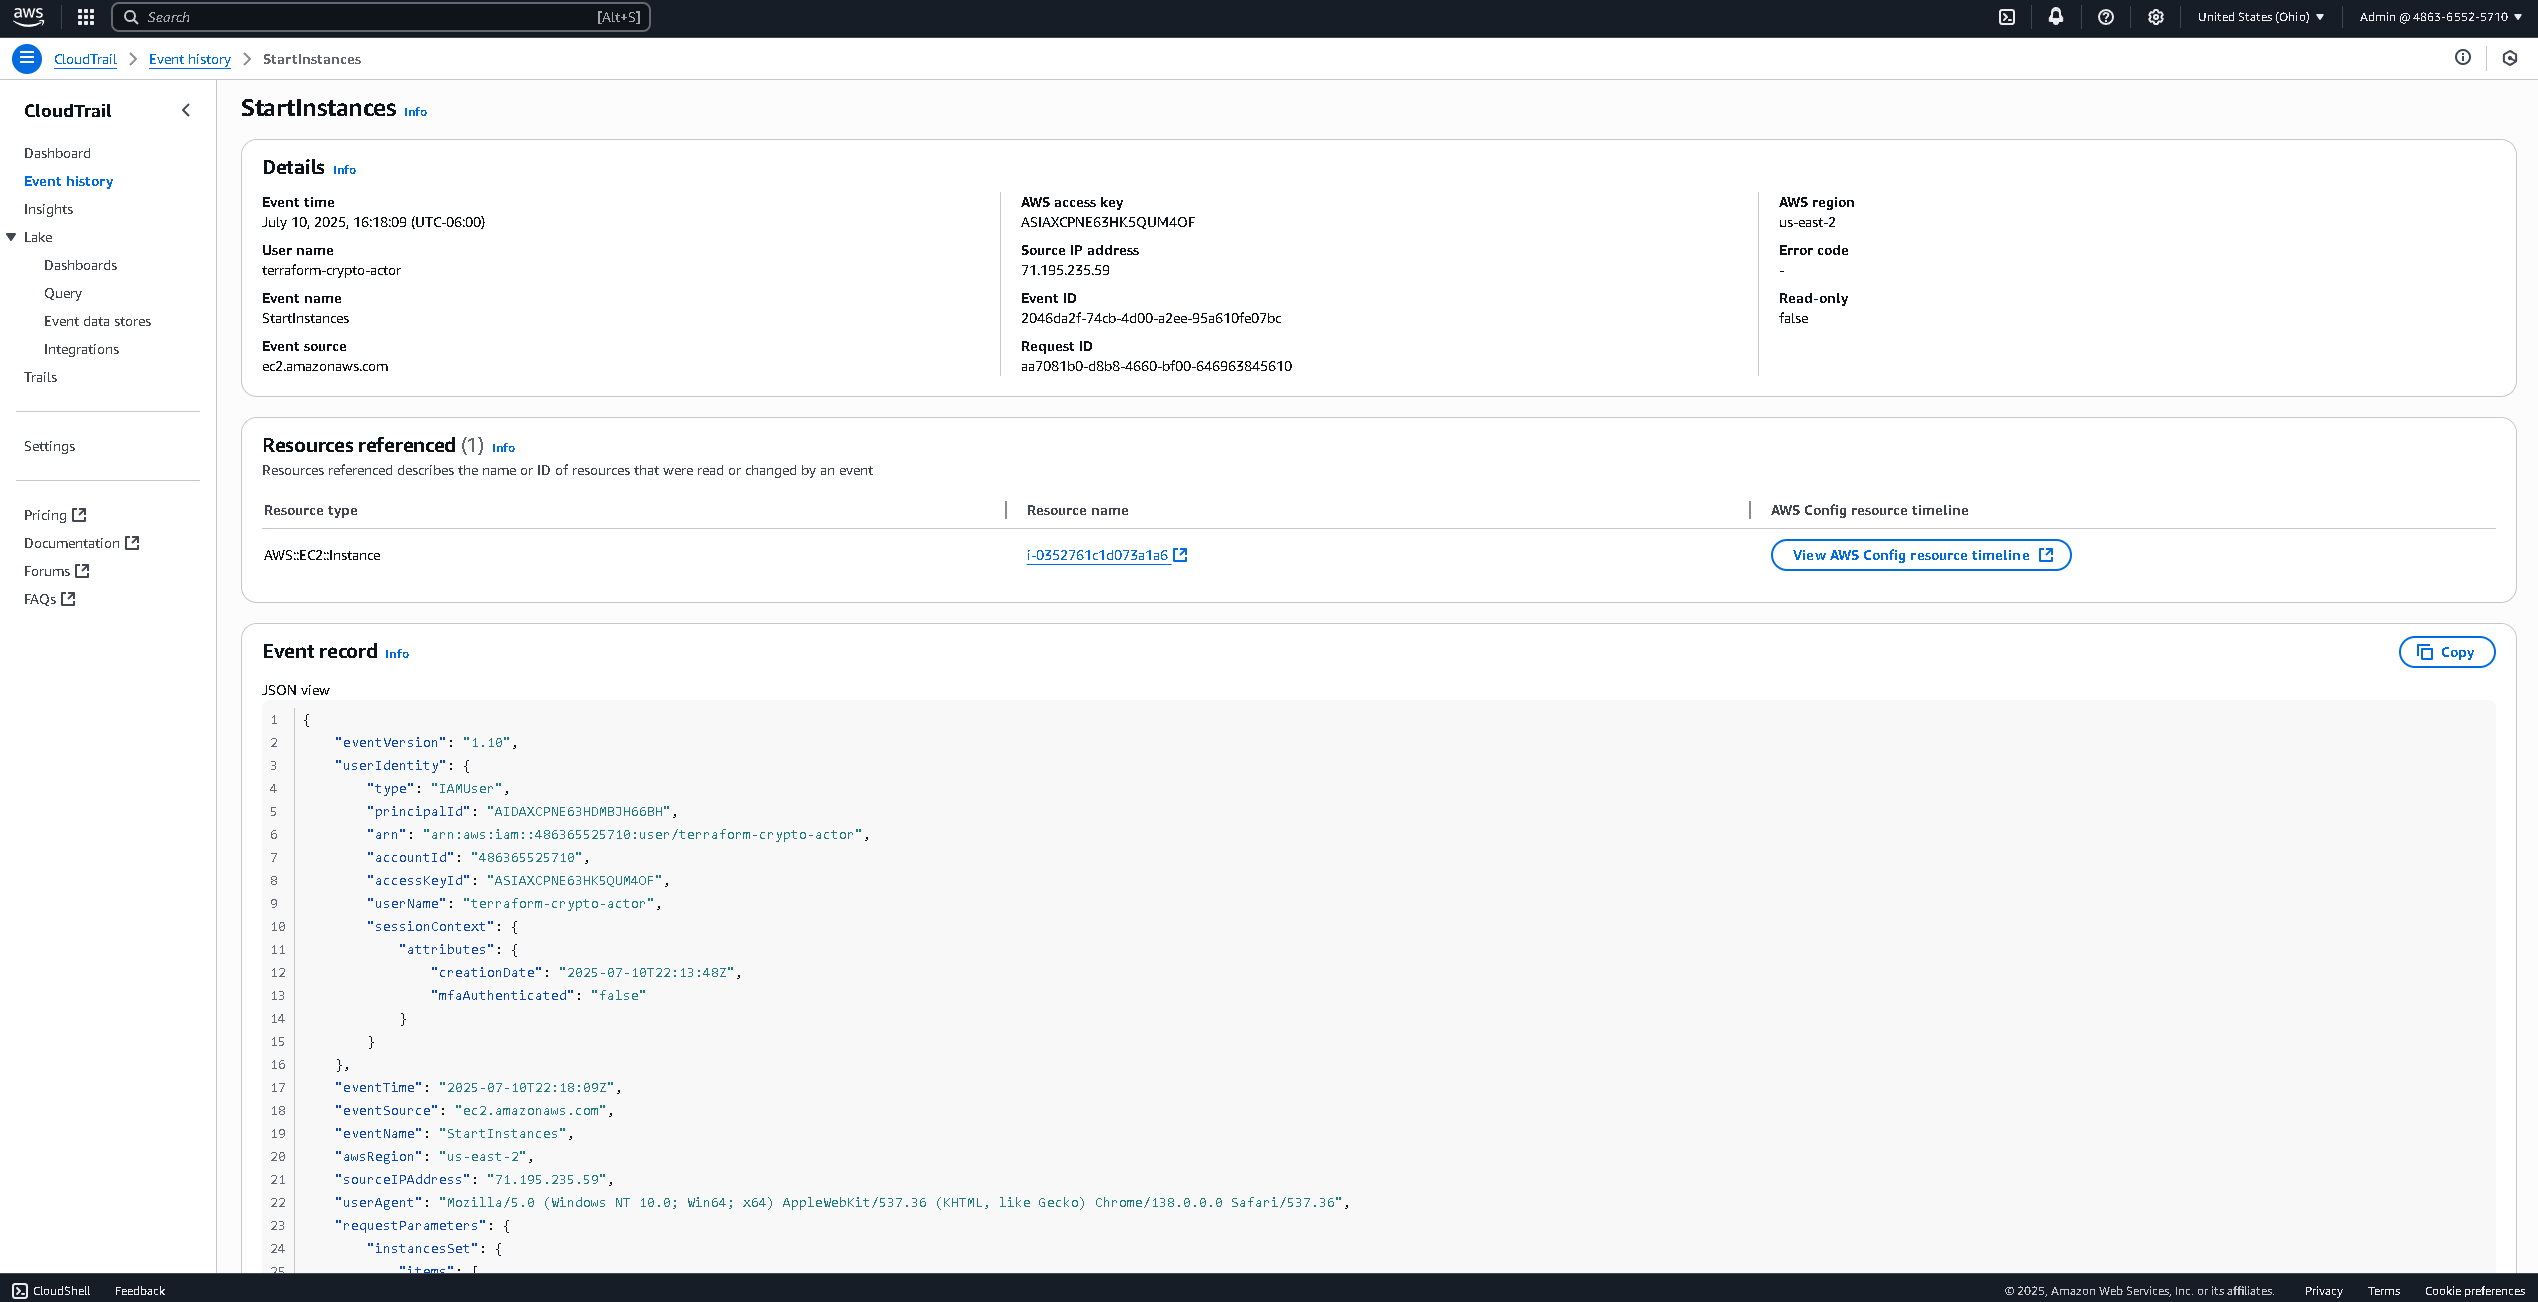 aws
Search [Alt+S]
United States (Ohio)
Admin @ 4863-6552-5710
CloudTrail
Event history
StartInstances
CloudTrail
Dashboard
Event history
Insights
Lake
Dashboards
Query
Event data stores
Integrations
Trails
Settings
Pricing
Documentation
Forums
FAQs
StartInstances Info
Details Info
Event time
July 10, 2025, 16:18:09 (UTC-06:00)
User name
terraform-crypto-actor
Event name
StartInstances
Event source
ec2.amazonaws.com
AWS access key
ASIAXCPNE63HK5QUM4OF
Source IP address
71.195.235.59
Event ID
2046da2f-74cb-4d00-a2ee-95a610fe07bc
Request ID
aa7081b0-d8b8-4660-bf00-646963845610
AWS region
us-east-2
Error code
-
Read-only
false
Resources referenced (1) Info
Resources referenced describes the name or ID of resources that were read or changed by an event
Resource type
Resource name
AWS Config resource timeline
AWS::EC2::Instance
i-0352761c1d073a1a6
View AWS Config resource timeline
Event record Info
Copy
JSON view
1 {
2 "eventVersion": "1.10",
3 "userIdentity": {
4 "type": "IAMUser",
5 "principalId": "AIDAXCPNE63HDMBJH66BH",
6 "arn": "arn:aws:iam::486365525710:user/terraform-crypto-actor",
7 "accountId": "486365525710",
8 "accessKeyId": "ASIAXCPNE63HK5QUM4OF",
9 "userName": "terraform-crypto-actor",
10 "sessionContext": {
11 "attributes": {
12 "creationDate": "2025-07-10T22:13:48Z",
13 "mfaAuthenticated": "false"
14 }
15 }
16 },
17 "eventTime": "2025-07-10T22:18:09Z",
18 "eventSource": "ec2.amazonaws.com",
19 "eventName": "StartInstances",
20 "awsRegion": "us-east-2",
21 "sourceIPAddress": "71.195.235.59",
22 "userAgent": "Mozilla/5.0 (Windows NT 10.0; Win64; x64) AppleWebKit/537.36 (KHTML, like Gecko) Chrome/138.0.0.0 Safari/537.36",
23 "requestParameters": {
24 "instancesSet": {
25 "items": [
CloudShell
Feedback
© 2025, Amazon Web Services, Inc. or its affiliates.
Privacy
Terms
Cookie preferences